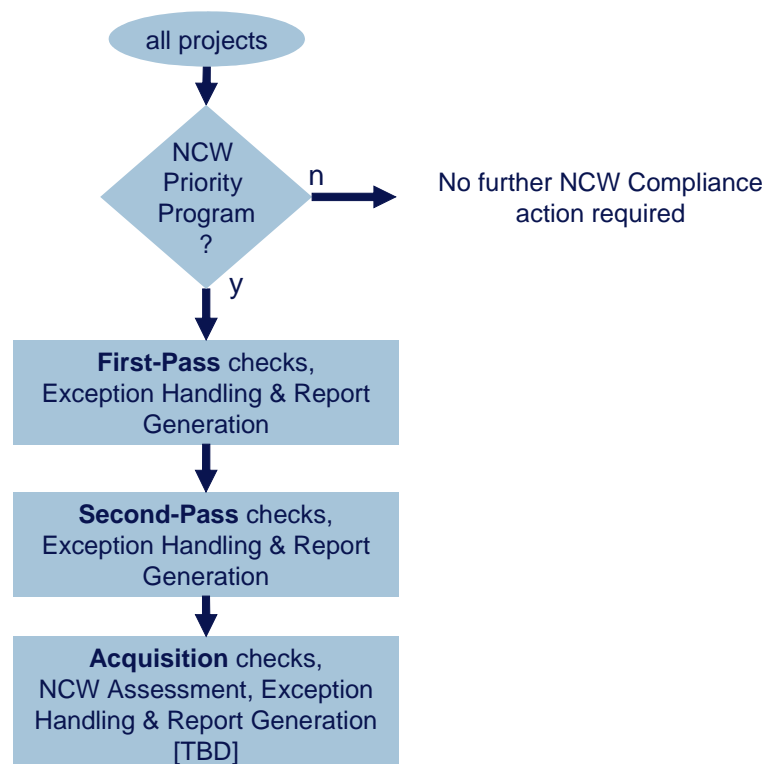 all projects
NCW
Priority
Program
?
n
No further NCW Compliance
action required
y
First-Pass checks,
Exception Handling & Report
Generation
Second-Pass checks,
Exception Handling & Report
Generation
Acquisition checks,
NCW Assessment, Exception
Handling & Report Generation
[TBD]